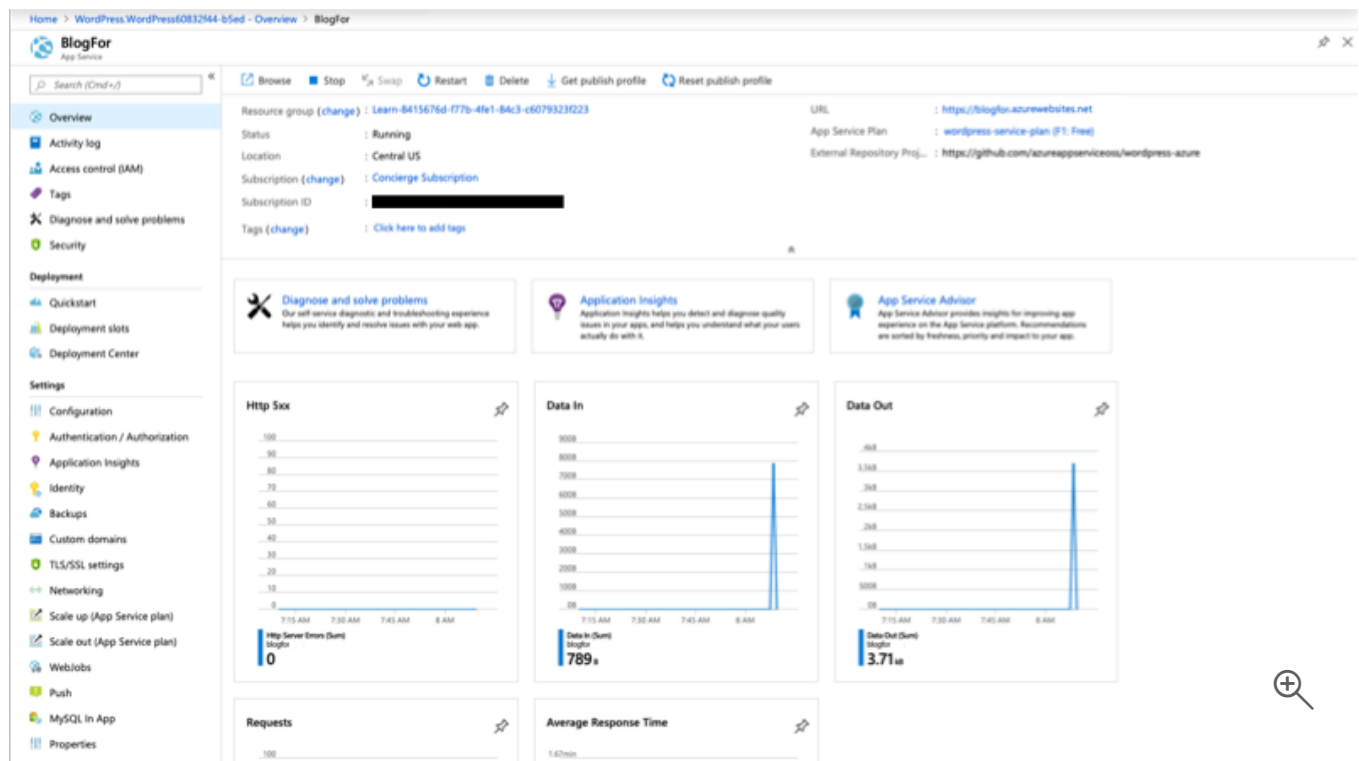 Home > WordPress.WordPress60832f44-b5ed - Overview > BlogFor
BlogFor
App Service
Search (Cmd+/)
Overview
Activity log
Access control (IAM)
Tags
Diagnose and solve problems
Security
Deployment
Quickstart
Deployment slots
Deployment Center
Settings
Configuration
Authentication / Authorization
Application Insights
Identity
Backups
Custom domains
TLS/SSL settings
Networking
Scale up (App Service plan)
Scale out (App Service plan)
WebJobs
Push
MySQL In App
Properties
Browse Stop Swap Restart Delete Get publish profile Reset publish profile
Resource group (change) : Learn-8415676d-f77b-4fe1-84c3-c6079323f223
Status : Running
Location : Central US
Subscription (change) : Concierge Subscription
Subscription ID :
Tags (change) : Click here to add tags
URL : https://blogfor.azurewebsites.net
App Service Plan : wordpress-service-plan (F1: Free)
External Repository Proj... : https://github.com/azureappserviceoss/wordpress-azure
Diagnose and solve problems
Our self-service diagnostic and troubleshooting experience
helps you identify and resolve issues with your web app.
Application Insights
Application Insights helps you detect and diagnose quality
issues in your apps, and helps you understand what your users
actually do with it.
App Service Advisor
App Service Advisor provides insights for improving app
experience on the App Service platform. Recommendations
are sorted by freshness, priority and impact to your app.
Http 5xx
100
90
80
70
60
50
40
30
20
10
0
7:15 AM 7:30 AM 7:45 AM 8 AM
Http Server Errors (Sum)
blogfor
0
Data In
900B
800B
700B
600B
500B
400B
300B
200B
100B
0B
7:15 AM 7:30 AM 7:45 AM 8 AM
Data In (Sum)
blogfor
789 B
Data Out
4kB
3.5kB
3kB
2.5kB
2kB
1.5kB
1kB
500B
0B
7:15 AM 7:30 AM 7:45 AM 8 AM
Data Out (Sum)
blogfor
3.71 kB
Requests
100
Average Response Time
1.67min